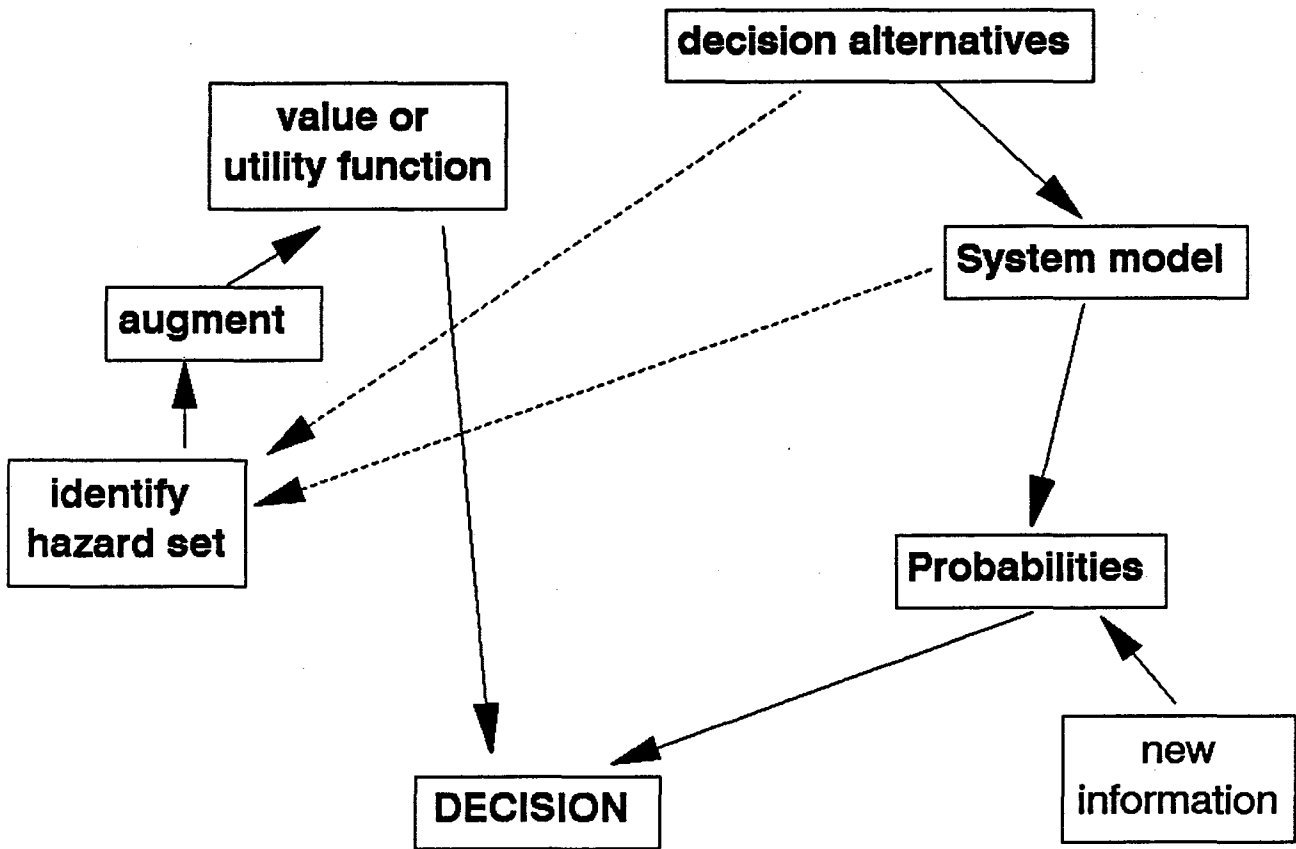 decision alternatives
value or
utility function
System model
augment
identify
hazard set
Probabilities
new
information
DECISION